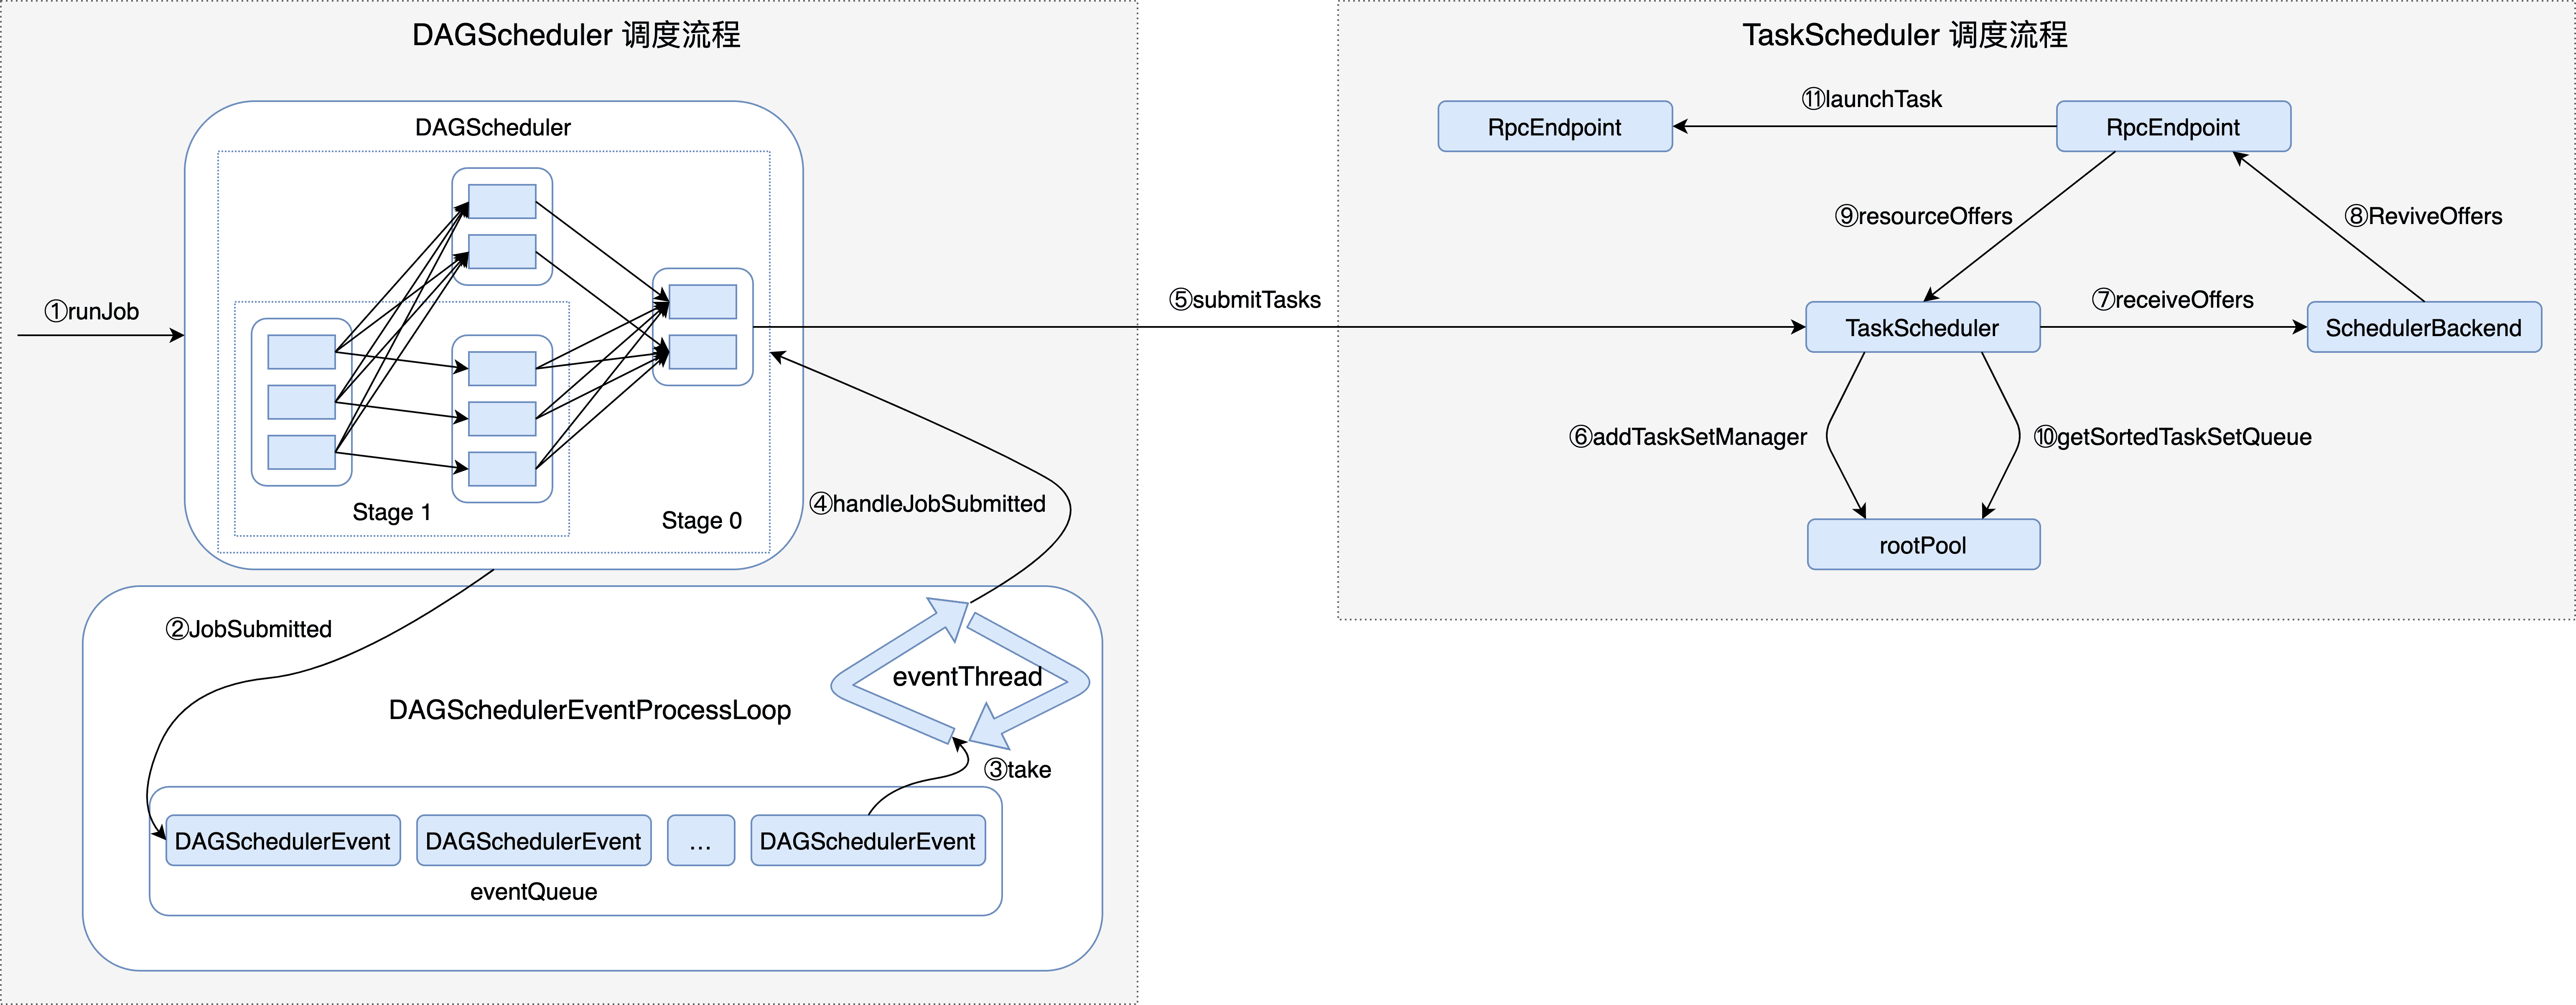 DAGScheduler 调度流程
DAGScheduler
①runJob
Stage 1
Stage 0
④handleJobSubmitted
②JobSubmitted
eventThread
DAGSchedulerEventProcessLoop
③take
DAGSchedulerEvent
DAGSchedulerEvent
...
DAGSchedulerEvent
eventQueue
⑤submitTasks
TaskScheduler 调度流程
RpcEndpoint
⑪launchTask
RpcEndpoint
⑨resourceOffers
⑧ReviveOffers
TaskScheduler
⑦receiveOffers
SchedulerBackend
⑥addTaskSetManager
⑩getSortedTaskSetQueue
rootPool